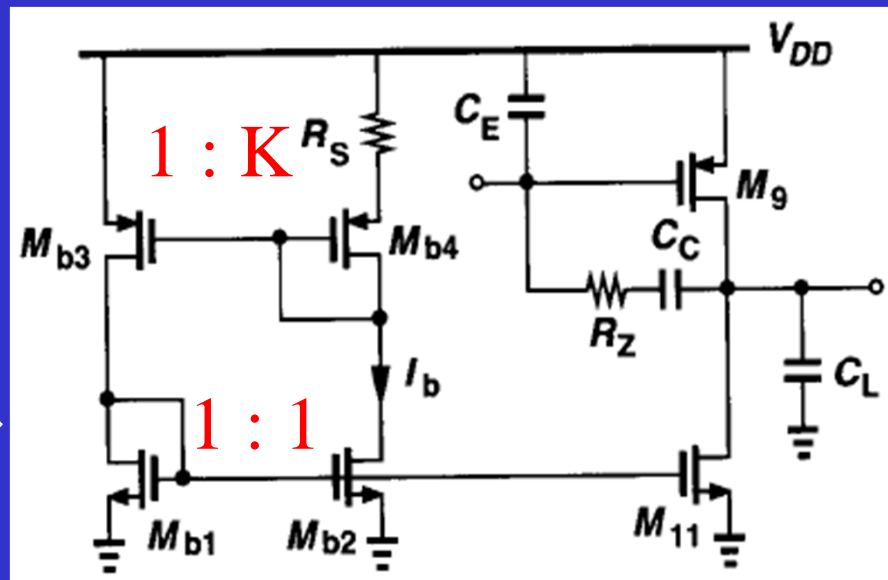 V_DD
C_E
1 : K
R_S
M_9
M_b3
M_b4
C_C
R_Z
I_b
C_L
1 : 1
M_b1
M_b2
M_11